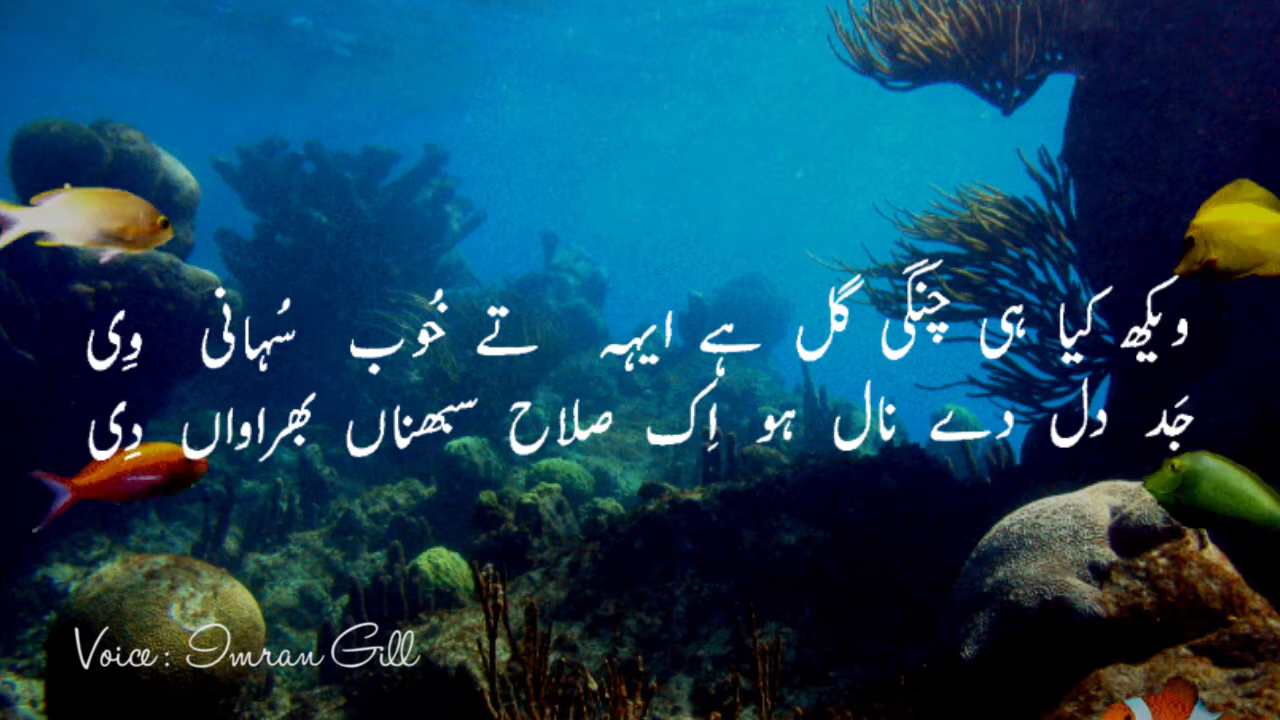 ویکھ کیا ہی چنگی گل ہے ایہہ تے خُوب سُہانی وِی
جَد دل دے نال ہو اِک صلاح سبھناں بھراواں دِی
Voice : Imran Gill